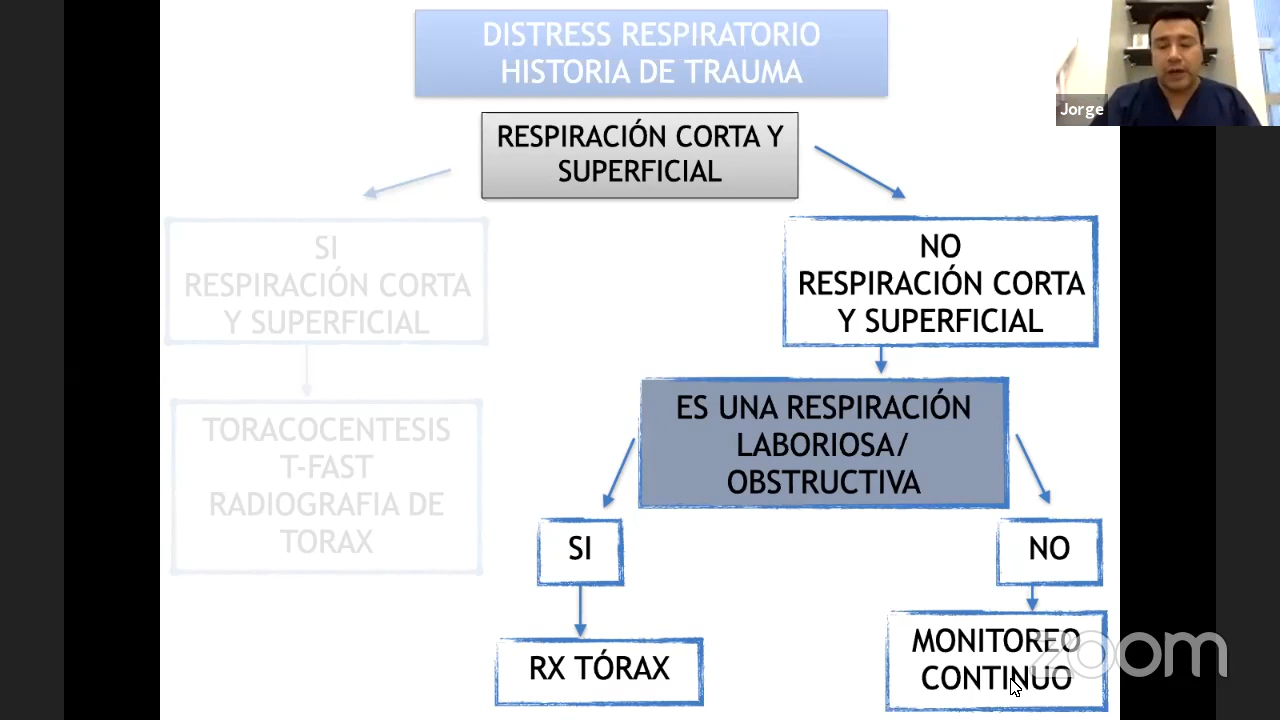 DISTRESS RESPIRATORIO
HISTORIA DE TRAUMA
Jorge
RESPIRACIÓN CORTA Y
SUPERFICIAL
SI
RESPIRACIÓN CORTA
Y SUPERFICIAL
NO
RESPIRACIÓN CORTA
Y SUPERFICIAL
TORACOCENTESIS
T-FAST
RADIOGRAFIA DE
TORAX
ES UNA RESPIRACIÓN
LABORIOSA/
OBSTRUCTIVA
SI
NO
RX TÓRAX
MONITOREO
CONTINUO
zoom